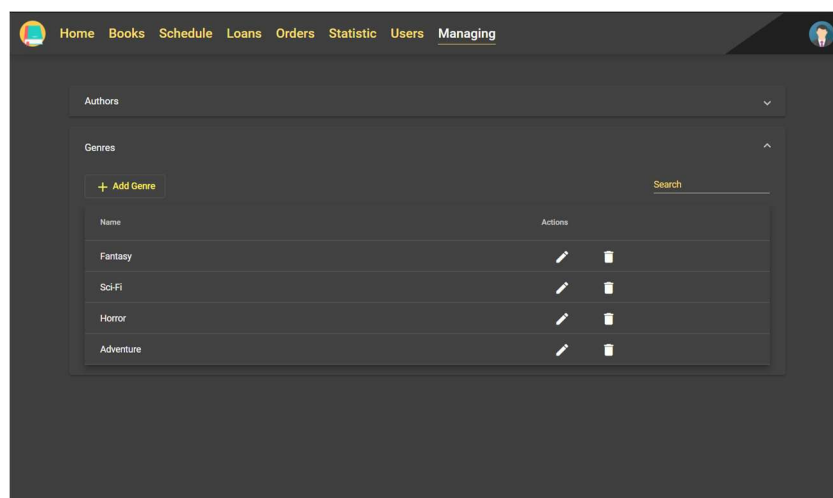 Home Books Schedule Loans Orders Statistic Users Managing
Authors
Genres
+ Add Genre Search
Name Actions
Fantasy
Sci-Fi
Horror
Adventure